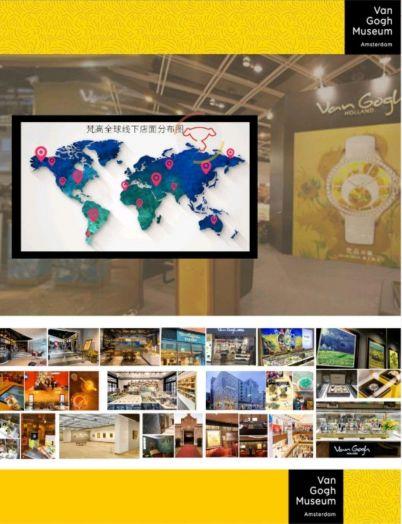 Van
Gogh
Museum
Amsterdam
Van Gogh
HOLLAND
梵高全球线下店面分布图
Van Gogh
HOLLAND
Van
Gogh
Museum
Amsterdam